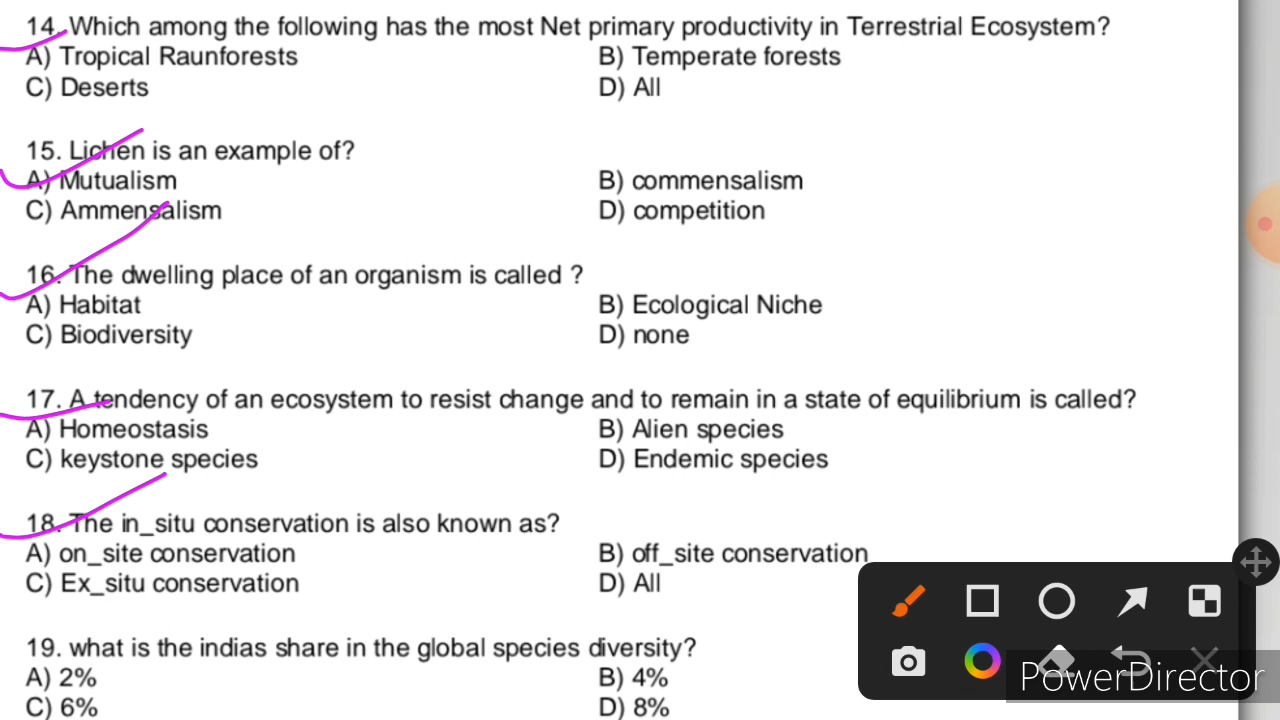 14. Which among the following has the most Net primary productivity in Terrestrial Ecosystem?
A) Tropical Raunforests B) Temperate forests
C) Deserts D) All
15. Lichen is an example of?
A) Mutualism B) commensalism
C) Ammensalism D) competition
16. The dwelling place of an organism is called ?
A) Habitat B) Ecological Niche
C) Biodiversity D) none
17. A tendency of an ecosystem to resist change and to remain in a state of equilibrium is called?
A) Homeostasis B) Alien species
C) keystone species D) Endemic species
18. The in_situ conservation is also known as?
A) on_site conservation B) off_site conservation
C) Ex_situ conservation D) All
19. what is the indias share in the global species diversity?
A) 2% B) 4%
C) 6% D) 8%
PowerDirector